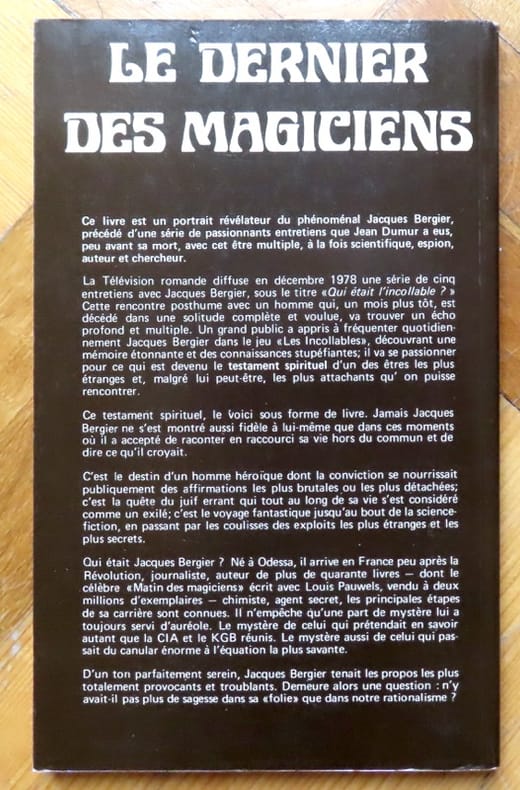 LE DERNIER
DES MAGICIENS
Ce livre est un portrait révélateur du phénoménal Jacques Bergier,
précédé d'une série de passionnants entretiens que Jean Dumur a eus,
peu avant sa mort, avec cet être multiple, à la fois scientifique, espion,
auteur et chercheur.
La Télévision romande diffuse en décembre 1978 une série de cinq
entretiens avec Jacques Bergier, sous le titre «Qui était l'incollable ? »
Cette rencontre posthume avec un homme qui, un mois plus tôt, est
décédé dans une solitude complète et voulue, va trouver un écho
profond et multiple. Un grand public a appris à fréquenter quotidien-
nement Jacques Bergier dans le jeu «Les Incollables», découvrant une
mémoire étonnante et des connaissances stupéfiantes; il va se passionner
pour ce qui est devenu le testament spirituel d'un des êtres les plus
étranges et, malgré lui peut-être, les plus attachants qu' on puisse
rencontrer.
Ce testament spirituel, le voici sous forme de livre. Jamais Jacques
Bergier ne s'est montré aussi fidèle à lui-même que dans ces moments
où il a accepté de raconter en raccourci sa vie hors du commun et de
dire ce qu'il croyait.
C'est le destin d'un homme héroïque dont la conviction se nourrissait
publiquement des affirmations les plus brutales ou les plus détachées;
c'est la quête du juif errant qui tout au long de sa vie s'est considéré
comme un exilé; c'est le voyage fantastique jusqu'au bout de la science-
fiction, en passant par les coulisses des exploits les plus étranges et les
plus secrets.
Qui était Jacques Bergier ? Né à Odessa, il arrive en France peu après la
Révolution, journaliste, auteur de plus de quarante livres — dont le
célèbre «Matin des magiciens» écrit avec Louis Pauwels, vendu à deux
millions d'exemplaires — chimiste, agent secret, les principales étapes
de sa carrière sont connues. Il n'empêche qu'une part de mystère lui a
toujours servi d'auréole. Le mystère de celui qui prétendait en savoir
autant que la CIA et le KGB réunis. Le mystère aussi de celui qui pas-
sait du canular énorme à l'équation la plus savante.
D'un ton parfaitement serein, Jacques Bergier tenait les propos les plus
totalement provocants et troublants. Demeure alors une question : n'y
avait-il pas plus de sagesse dans sa «folie» que dans notre rationalisme ?